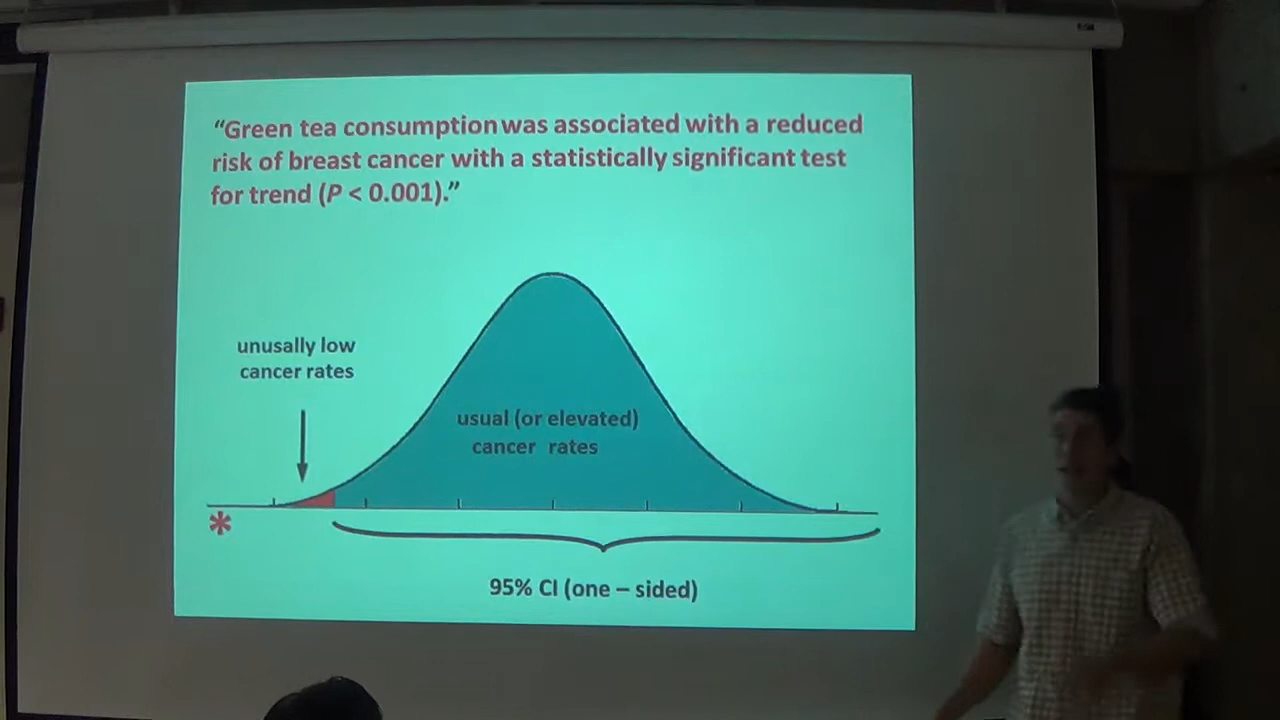 “Green tea consumption was associated with a reduced
risk of breast cancer with a statistically significant test
for trend (P < 0.001).”
unusally low
cancer rates
usual (or elevated)
cancer rates
*
95% CI (one – sided)